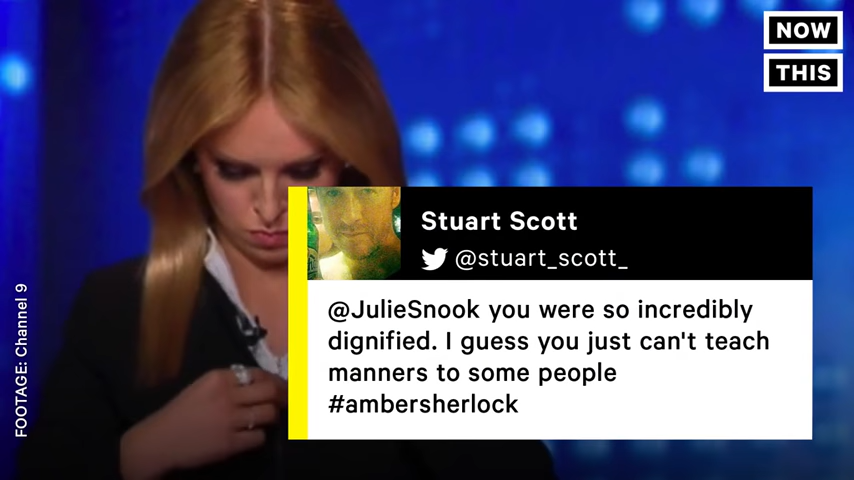 NOW
THIS
Stuart Scott
@stuart_scott_
@JulieSnook you were so incredibly
dignified. I guess you just can't teach
manners to some people
#ambersherlock
FOOTAGE: Channel 9